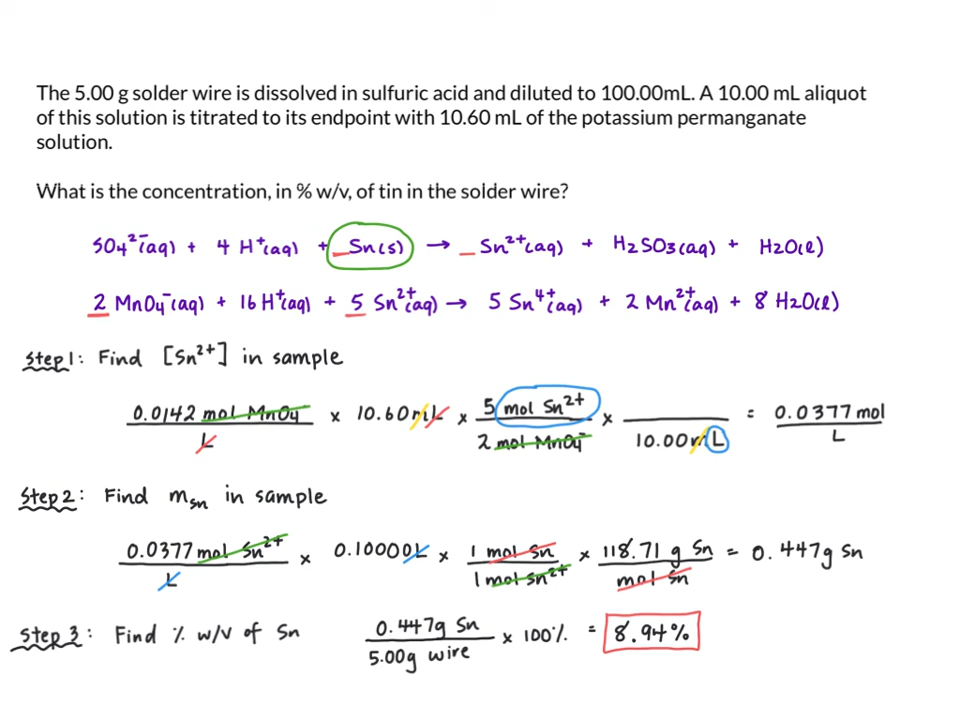 The 5.00 g solder wire is dissolved in sulfuric acid and diluted to 100.00mL. A 10.00 mL aliquot
of this solution is titrated to its endpoint with 10.60 mL of the potassium permanganate
solution.
What is the concentration, in % w/v, of tin in the solder wire?
SO₄²⁻(aq) + 4 H⁺(aq) + _Sn(s) → _Sn²⁺(aq) + H₂SO₃(aq) + H₂O(l)
2 MnO₄⁻(aq) + 16 H⁺(aq) + 5 Sn²⁺(aq) → 5 Sn⁴⁺(aq) + 2 Mn²⁺(aq) + 8 H₂O(l)
Step 1: Find [Sn²⁺] in sample
0.0142 mol MnO₄⁻ / L × 10.60 mL × 5 mol Sn²⁺ / 2 mol MnO₄⁻ × / 10.00 mL = 0.0377 mol / L
Step 2: Find mSn in sample
0.0377 mol Sn²⁺ / L × 0.10000 L × 1 mol Sn / 1 mol Sn²⁺ × 118.71 g Sn / mol Sn = 0.447g Sn
Step 3: Find % w/v of Sn 0.447g Sn / 5.00g wire × 100% = 8.94%